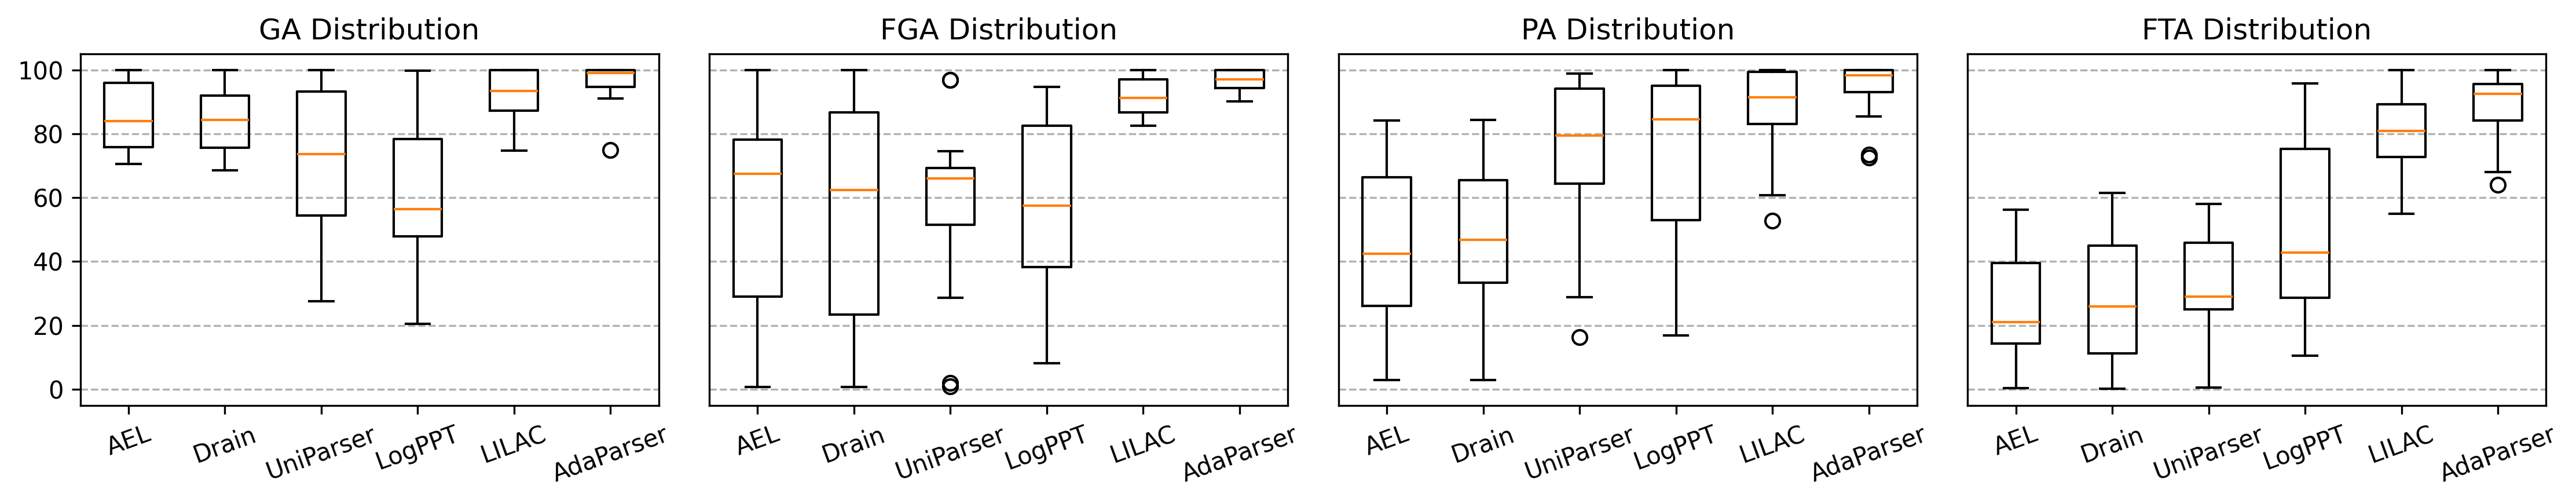 GA Distribution
FGA Distribution
PA Distribution
FTA Distribution
100
80
60
40
20
0
AEL
Drain
UniParser
LogPPT
LILAC
AdaParser
AEL
Drain
UniParser
LogPPT
LILAC
AdaParser
AEL
Drain
UniParser
LogPPT
LILAC
AdaParser
AEL
Drain
UniParser
LogPPT
LILAC
AdaParser